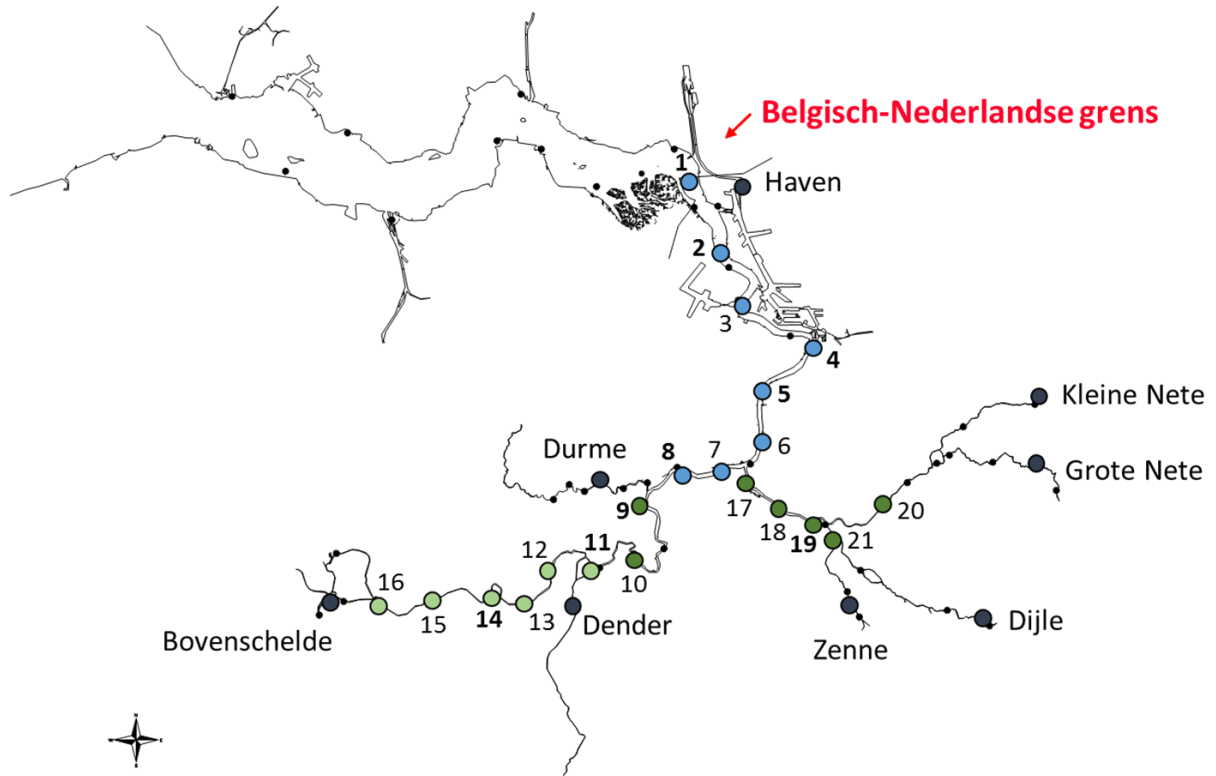 Belgisch-Nederlandse grens
1
Haven
2
3
4
5
Kleine Nete
6
Durme
8
7
Grote Nete
9
17
20
18
19
21
12
11
10
16
14
13
15
Dender
Bovenschelde
Dijle
Zenne
N
W
E
S